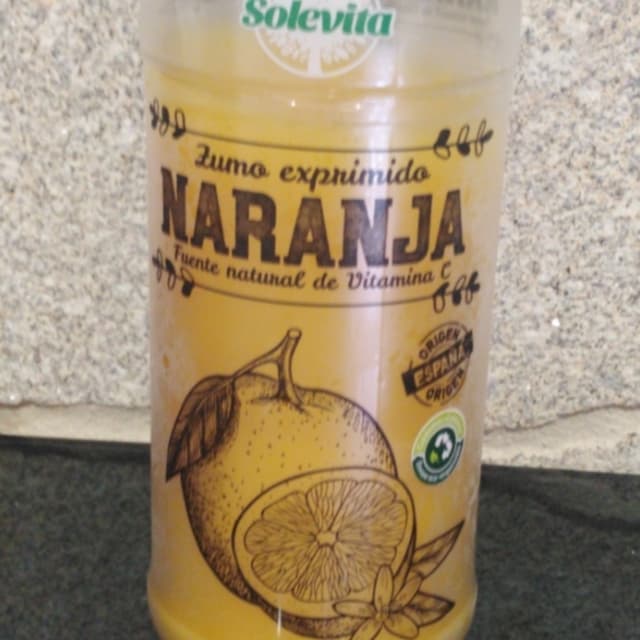 Solevita
Zumo exprimido
NARANJA
Fuente natural de Vitamina C
ORIGEN
ESPAÑA
ORIGEN